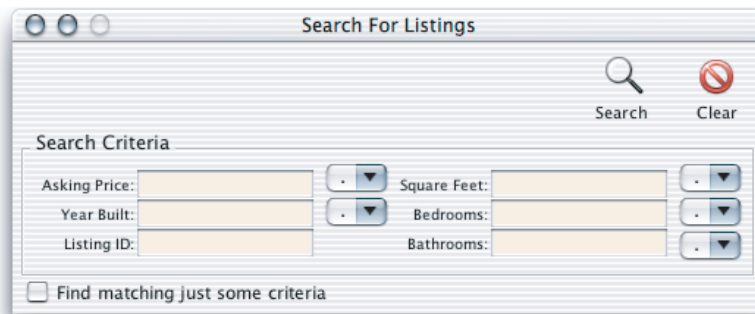 Search For Listings
Search Clear
Search Criteria
Asking Price: . Square Feet: .
Year Built: . Bedrooms: .
Listing ID: Bathrooms: .
Find matching just some criteria